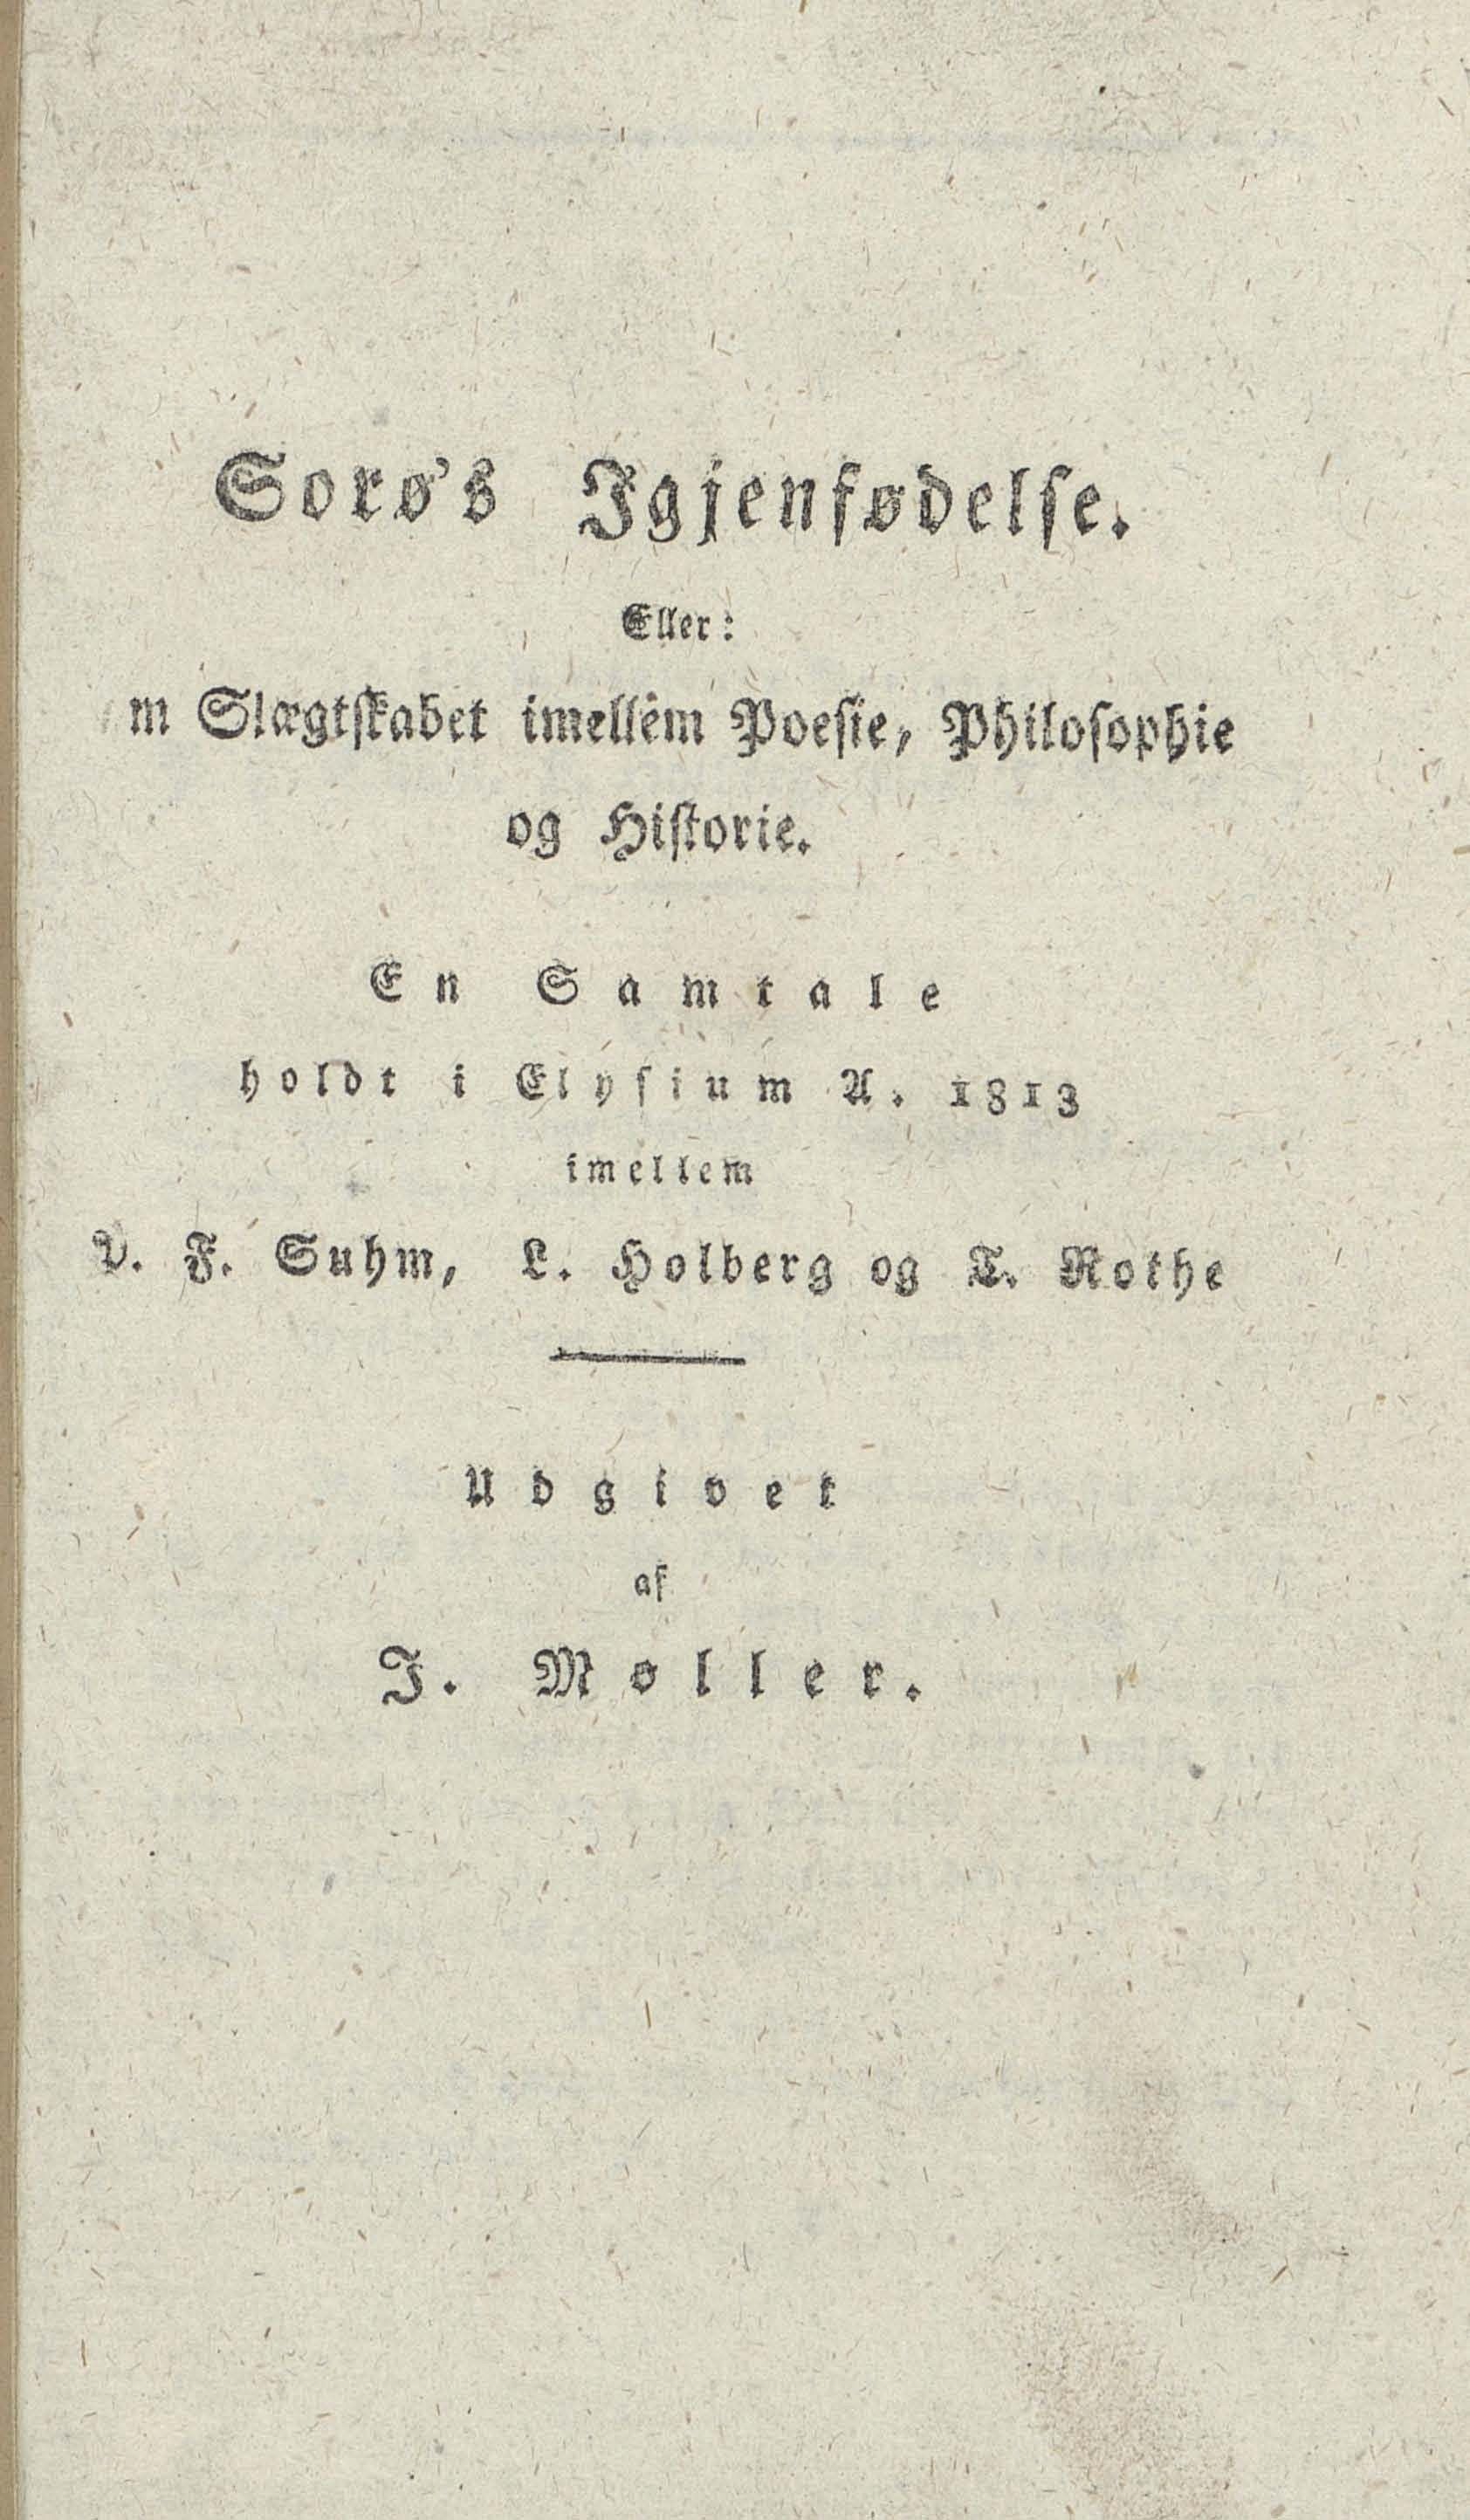 Sorø's Igjenfødelse.
Eller:
m Slægtskabet imellem Poesie, Philosophie
og Historie.
En Samtale
holdt i Elysium A. 1813
imellem
P. F. Suhm, L. Holberg og T. Rothe
Udgivet
af
J. Møller.